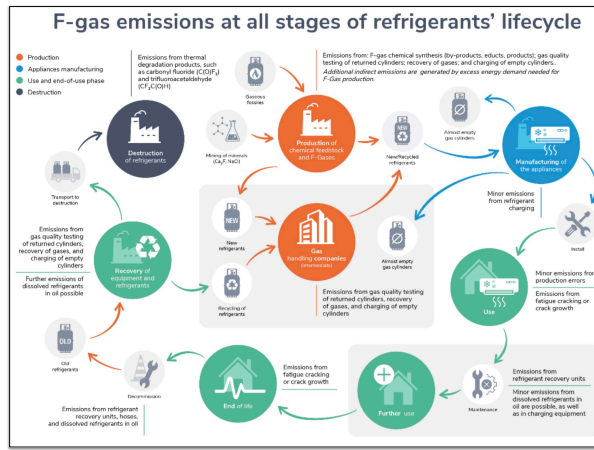 F-gas emissions at all stages of refrigerants' lifecycle
Production
Appliances manufacturing
Use and end-of-use phase
Destruction
Emissions from thermal
degradation products, such
as carbonyl fluoride (C(O)F₂)
and trifluoroacetaldehyde
(CF₃C(O)H)
Gaseous
fossiles
Emissions from: F-gas chemical synthesis (by-products, educts, products); gas quality
testing of returned cylinders; recovery of gases; and charging of empty cylinders..
Additional indirect emissions are generated by excess energy demand needed for
F-Gas production.
Destruction
of refrigerants
Mining of minerals
(Ca₂F, NaCl)
Production of
chemical feedstock
and F-Gases
NEW
New/Recycled
refrigerants
Almost empty
gas cylinders
Manufacturing of
the appliances
Transport to
destruction
Minor emissions
from refrigerant
charging
Install
Emissions from
gas quality testing
of returned cylinders,
recovery of gases,
and charging of
empty cylinders
Further emissions of
dissolved refrigerants
in oil possible
Recovery of
equipment and
refrigerants
NEW
New
refrigerants
Recycling of
refrigerants
Gas
handling companies
(intermediate)
Almost empty
gas cylinders
Emissions from gas quality testing
of returned cylinders, recovery
of gases, and charging of empty
cylinders
Use
Minor emissions from
production errors
Emissions from
fatigue cracking or
crack growth
OLD
Old
refrigerants
Decommission
Emissions from refrigerant
recovery units, hoses,
and dissolved refrigerants in oil
End of life
Emissions from
fatigue cracking
or crack growth
Further use
Maintenance
Emissions from
refrigerant recovery units
Minor emissions from
dissolved refrigerants in
oil are possible, as well
as in charging equipment